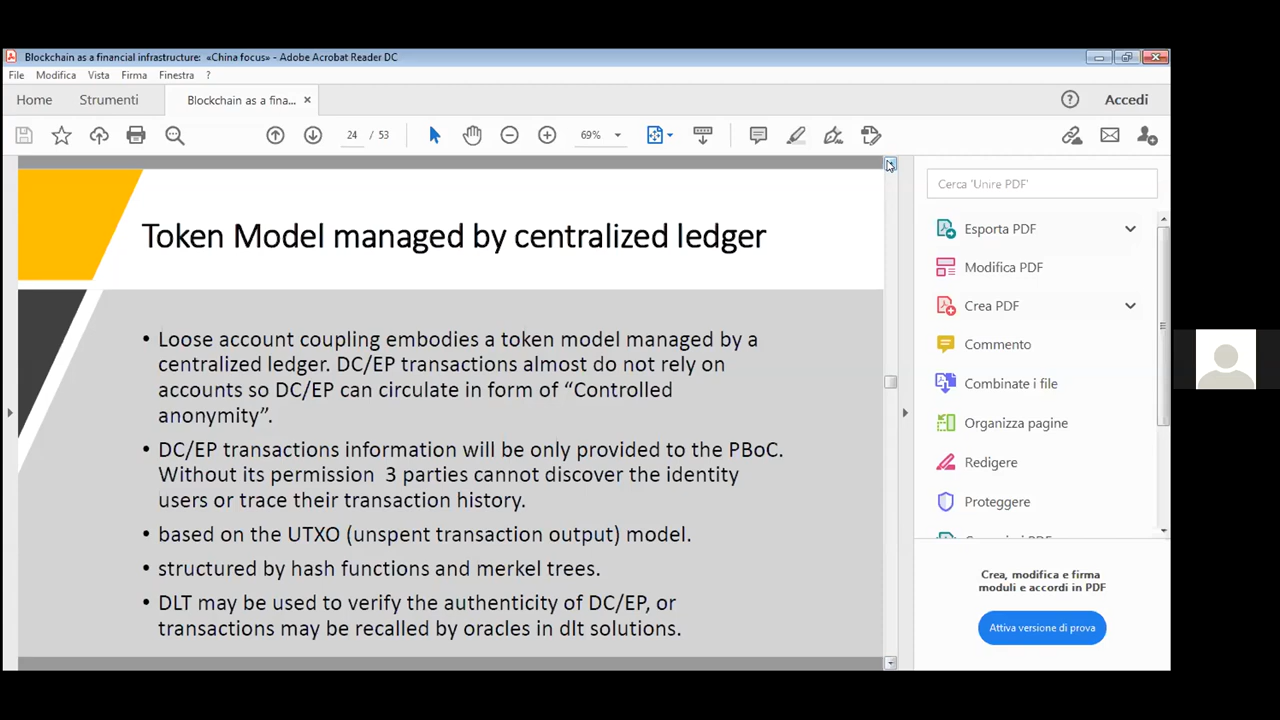 Blockchain as a financial infrastructure: «China focus» - Adobe Acrobat Reader DC
File Modifica Vista Firma Finestra ?
Home Strumenti Blockchain as a fina... × Accedi
24 / 53 69%
Token Model managed by centralized ledger
• Loose account coupling embodies a token model managed by a
centralized ledger. DC/EP transactions almost do not rely on
accounts so DC/EP can circulate in form of “Controlled
anonymity”.
• DC/EP transactions information will be only provided to the PBoC.
Without its permission 3 parties cannot discover the identity
users or trace their transaction history.
• based on the UTXO (unspent transaction output) model.
• structured by hash functions and merkel trees.
• DLT may be used to verify the authenticity of DC/EP, or
transactions may be recalled by oracles in dlt solutions.
Cerca 'Unire PDF'
Esporta PDF
Modifica PDF
Crea PDF
Commento
Combinate i file
Organizza pagine
Redigere
Proteggere
Crea, modifica e firma
moduli e accordi in PDF
Attiva versione di prova